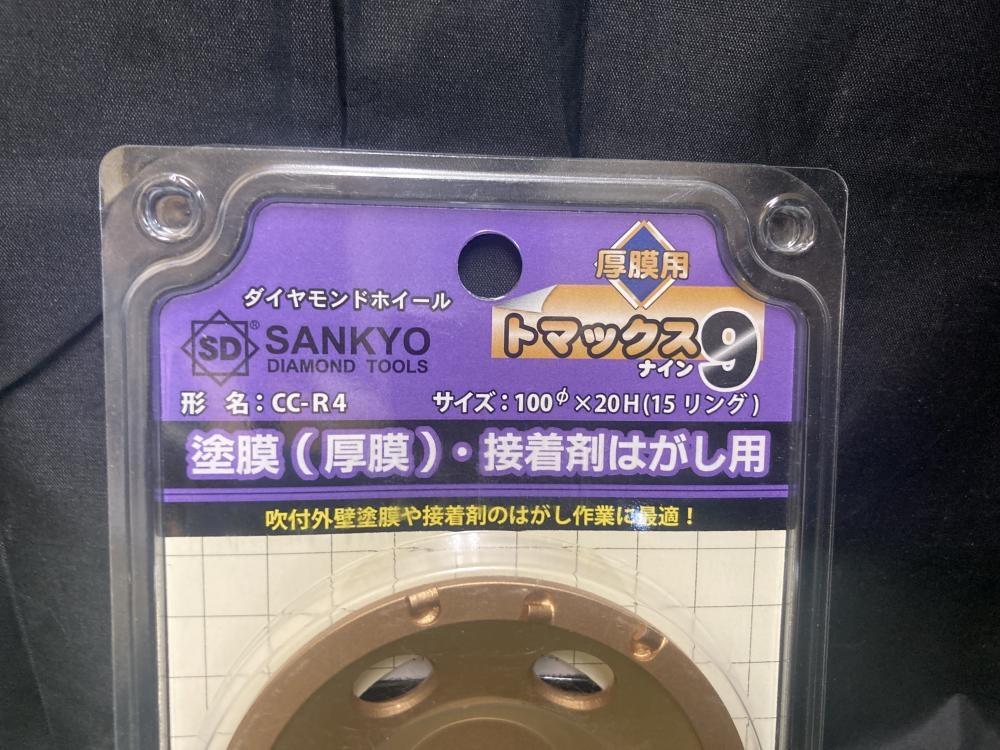 厚膜用
ダイヤモンドホイール
SD® SANKYO
DIAMOND TOOLS
トマックス9
ナイン
形 名：CC-R4
サイズ：100φ×20H(15リング)
塗膜(厚膜)・接着剤はがし用
吹付外壁塗膜や接着剤のはがし作業に最適！